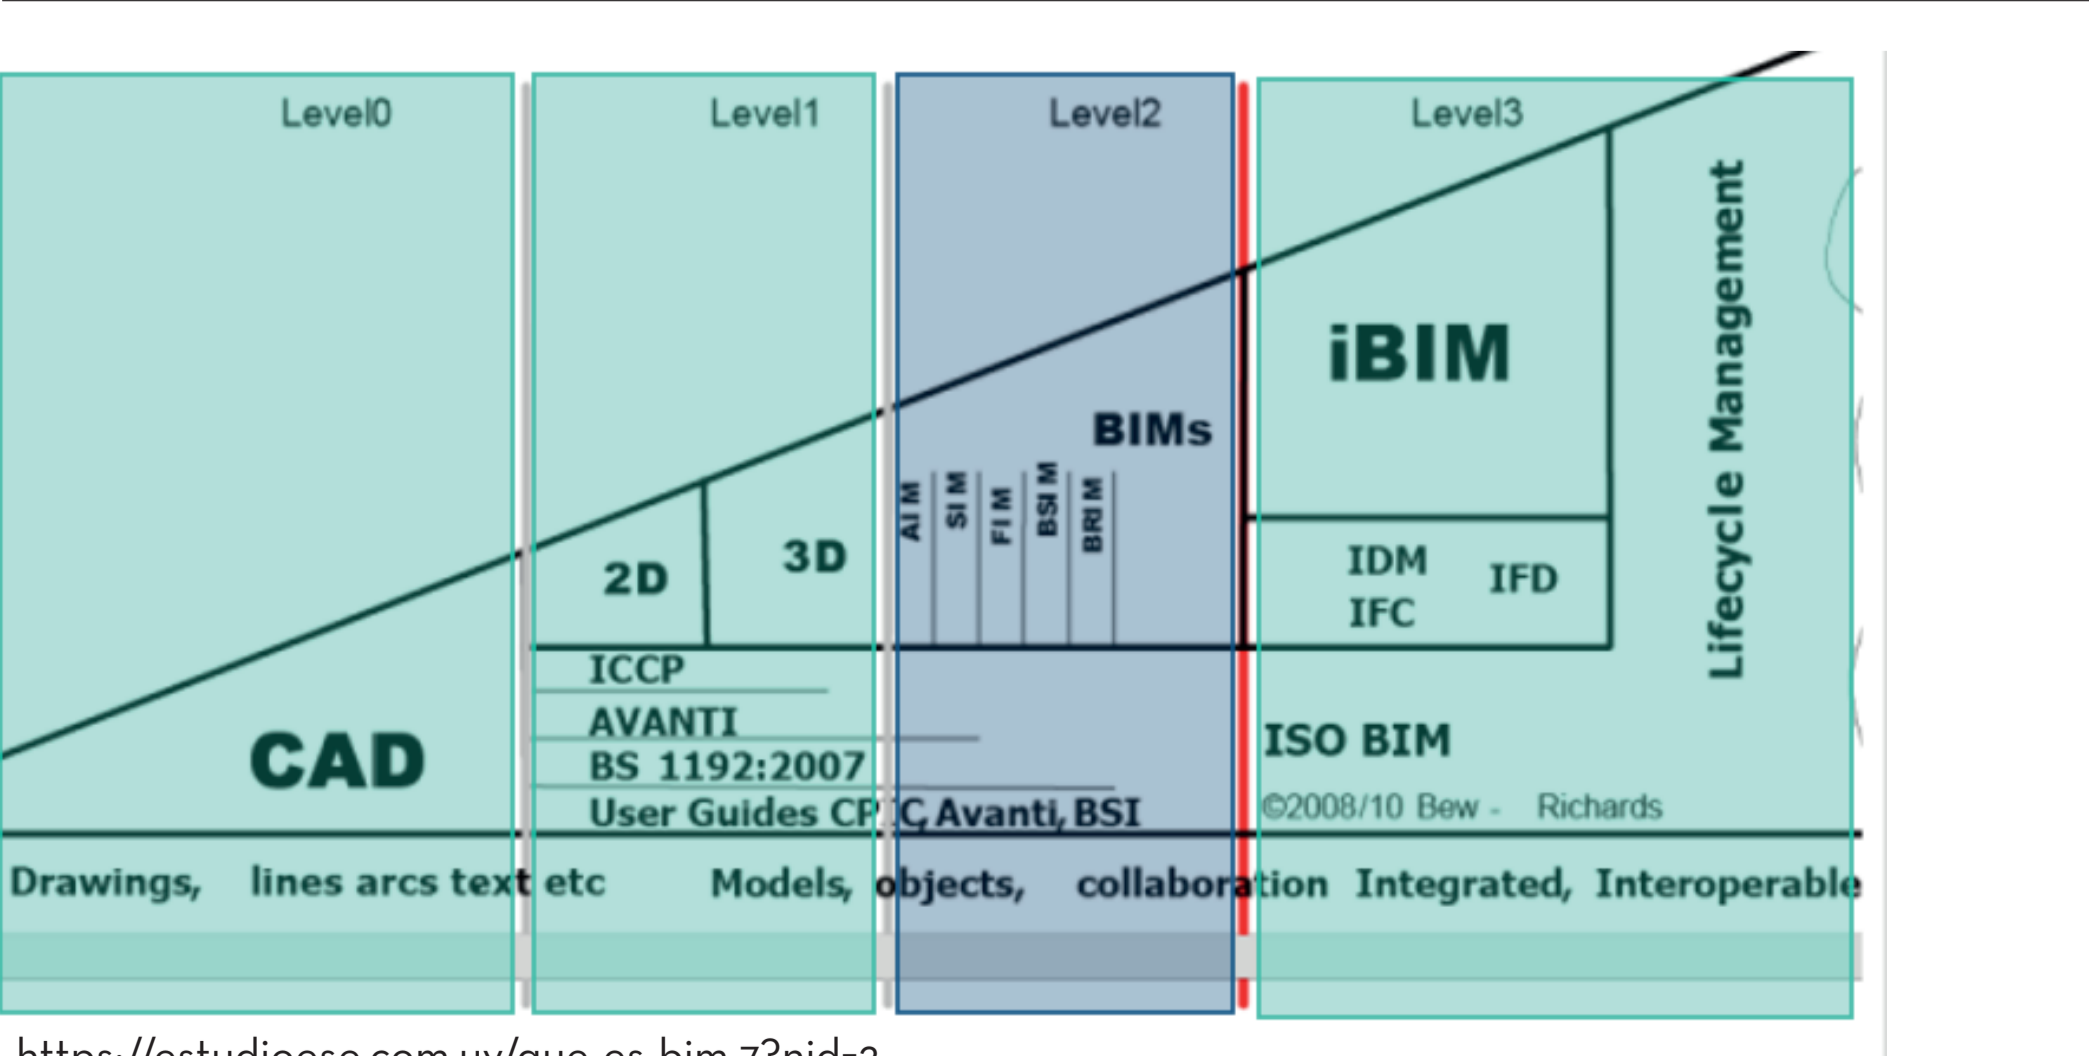 Level0
Level1
Level2
Level3
Lifecycle Management
iBIM
BIMs
AI M
SI M
FI M
BSI M
BRI M
2D
3D
IDM
IFD
IFC
ICCP
AVANTI
CAD
ISO BIM
BS 1192:2007
User Guides CPIC, Avanti, BSI
©2008/10 Bew - Richards
Drawings, lines arcs text etc Models, objects, collaboration Integrated, Interoperable